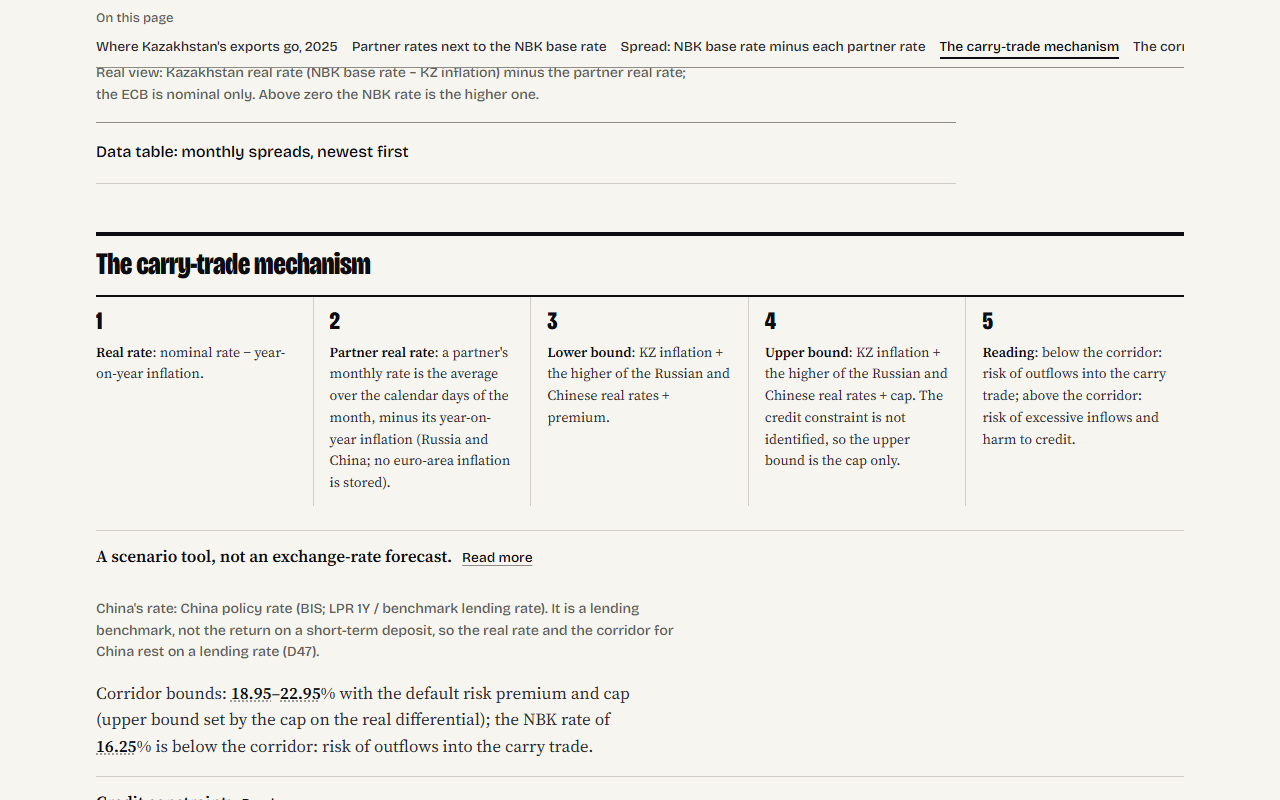 On this page
Where Kazakhstan's exports go, 2025 Partner rates next to the NBK base rate Spread: NBK base rate minus each partner rate The carry-trade mechanism The corr
Real view: Kazakhstan real rate (NBK base rate − KZ inflation) minus the partner real rate;
the ECB is nominal only. Above zero the NBK rate is the higher one.
Data table: monthly spreads, newest first
The carry-trade mechanism
1
Real rate: nominal rate − year-
on-year inflation.
2
Partner real rate: a partner's
monthly rate is the average
over the calendar days of the
month, minus its year-on-
year inflation (Russia and
China; no euro-area inflation
is stored).
3
Lower bound: KZ inflation +
the higher of the Russian and
Chinese real rates +
premium.
4
Upper bound: KZ inflation +
the higher of the Russian and
Chinese real rates + cap. The
credit constraint is not
identified, so the upper
bound is the cap only.
5
Reading: below the corridor:
risk of outflows into the carry
trade; above the corridor:
risk of excessive inflows and
harm to credit.
A scenario tool, not an exchange-rate forecast. Read more
China's rate: China policy rate (BIS; LPR 1Y / benchmark lending rate). It is a lending
benchmark, not the return on a short-term deposit, so the real rate and the corridor for
China rest on a lending rate (D47).
Corridor bounds: 18.95–22.95% with the default risk premium and cap
(upper bound set by the cap on the real differential); the NBK rate of
16.25% is below the corridor: risk of outflows into the carry trade.